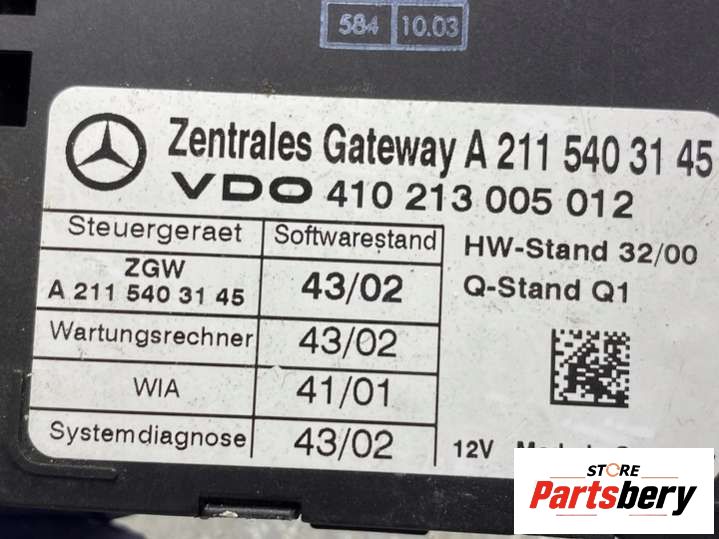 584 10.03
Zentrales Gateway A 211 540 31 45
VDO 410 213 005 012
Steuergeraet Softwarestand
ZGW
A 211 540 31 45 43/02
Wartungsrechner 43/02
WIA 41/01
Systemdiagnose 43/02
HW-Stand 32/00
Q-Stand Q1
12V
STORE
Partsbery